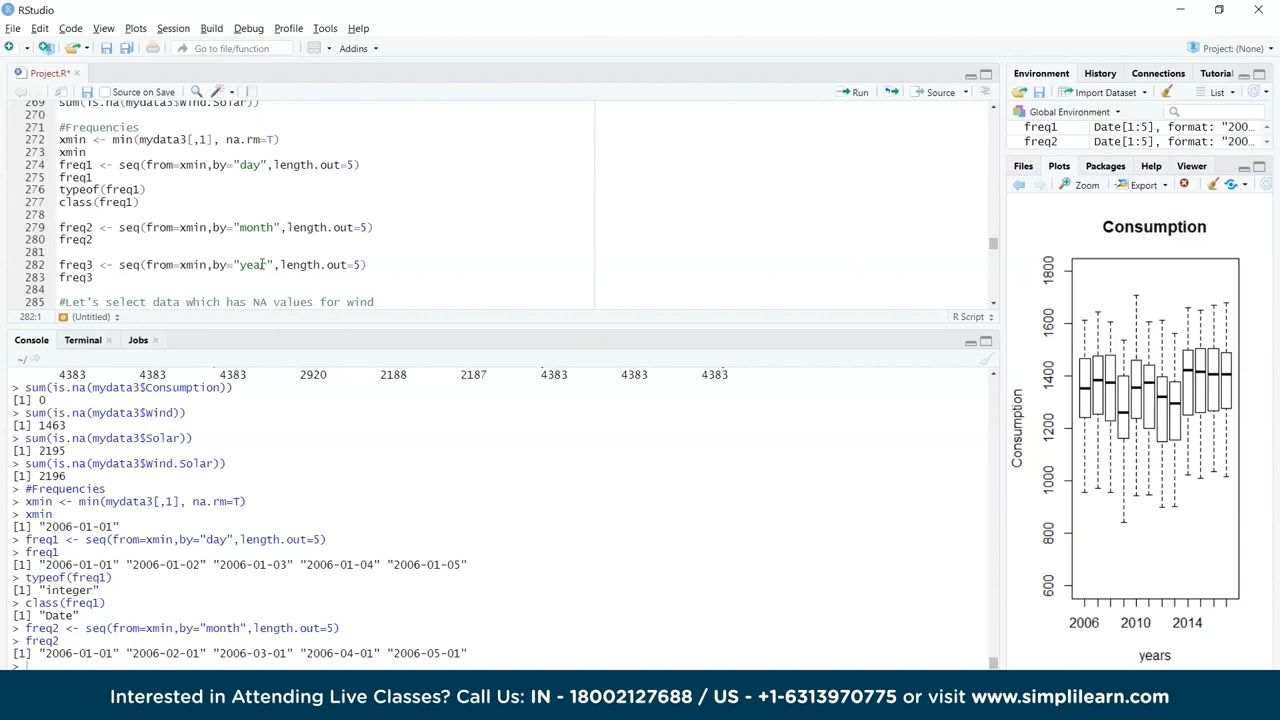 RStudio
File Edit Code View Plots Session Build Debug Profile Tools Help
Go to file/function Addins Project: (None)
Project.R*
Source on Save Run Source
269 sum(is.na(mydata3$Wind.Solar))
270
271 #Frequencies
272 xmin <- min(mydata3[,1], na.rm=T)
273 xmin
274 freq1 <- seq(from=xmin,by="day",length.out=5)
275 freq1
276 typeof(freq1)
277 class(freq1)
278
279 freq2 <- seq(from=xmin,by="month",length.out=5)
280 freq2
281
282 freq3 <- seq(from=xmin,by="year",length.out=5)
283 freq3
284
285 #Let's select data which has NA values for wind
282:1 (Untitled) R Script
Console Terminal Jobs
~/
4383 4383 4383 2920 2188 2187 4383 4383 4383
> sum(is.na(mydata3$Consumption))
[1] 0
> sum(is.na(mydata3$Wind))
[1] 1463
> sum(is.na(mydata3$Solar))
[1] 2195
> sum(is.na(mydata3$Wind.Solar))
[1] 2196
> #Frequencies
> xmin <- min(mydata3[,1], na.rm=T)
> xmin
[1] "2006-01-01"
> freq1 <- seq(from=xmin,by="day",length.out=5)
> freq1
[1] "2006-01-01" "2006-01-02" "2006-01-03" "2006-01-04" "2006-01-05"
> typeof(freq1)
[1] "integer"
> class(freq1)
[1] "Date"
> freq2 <- seq(from=xmin,by="month",length.out=5)
> freq2
[1] "2006-01-01" "2006-02-01" "2006-03-01" "2006-04-01" "2006-05-01"
>
Environment History Connections Tutorial
Import Dataset List
Global Environment
freq1 Date[1:5], format: "200...
freq2 Date[1:5], format: "200...
Files Plots Packages Help Viewer
Zoom Export
Consumption
1800
1600
1400
1200
1000
800
600
Consumption
2006 2010 2014
years
Interested in Attending Live Classes? Call Us: IN - 18002127688 / US - +1-6313970775 or visit www.simplilearn.com